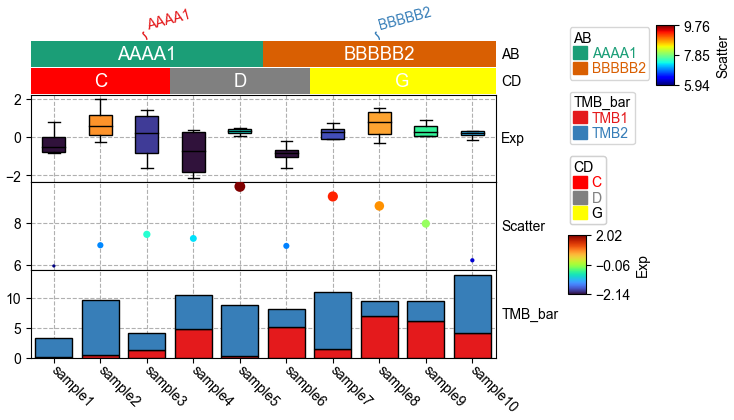 AAAA1
BBBBB2
AAAA1
BBBBB2
AB
C
D
G
CD
2
0
−2
Exp
8
6
Scatter
10
5
0
TMB_bar
sample1
sample2
sample3
sample4
sample5
sample6
sample7
sample8
sample9
sample10
AB
AAAA1
BBBBB2
TMB_bar
TMB1
TMB2
CD
C
D
G
2.02
−0.06
−2.14
Exp
9.76
7.85
5.94
Scatter